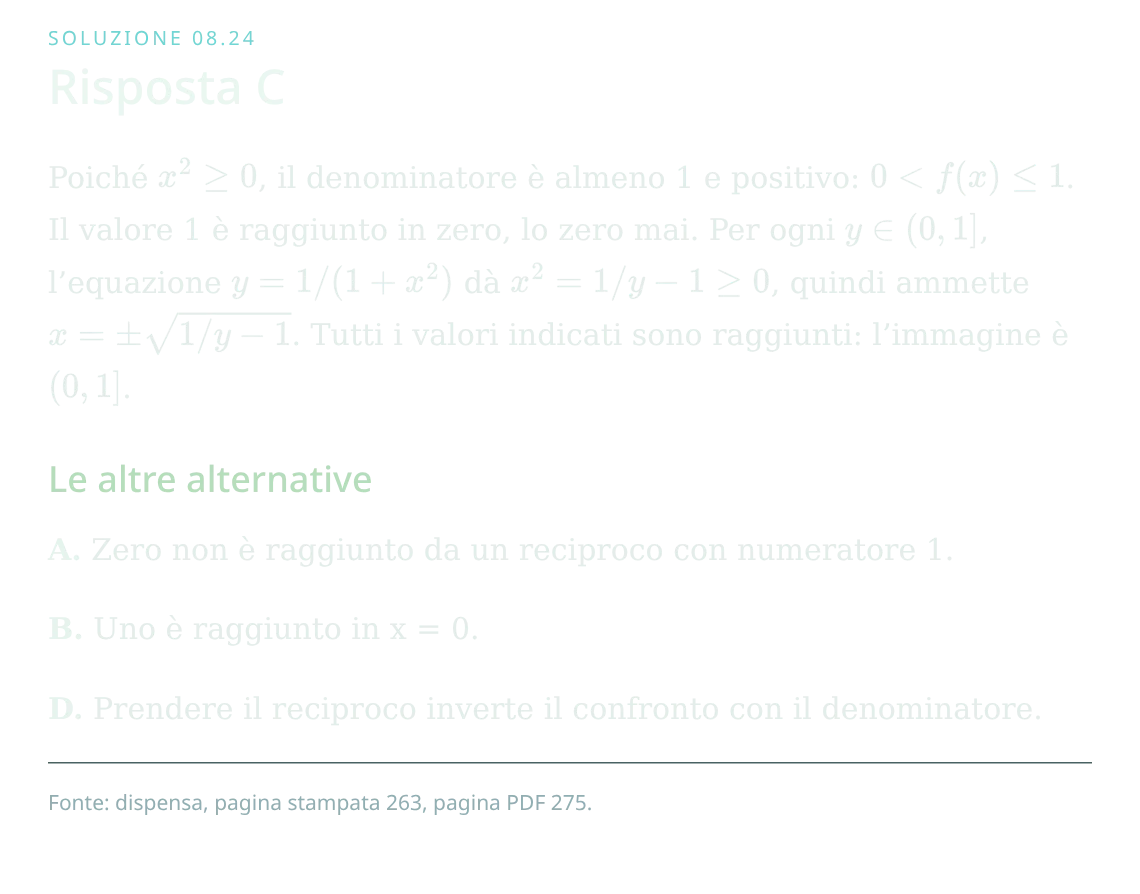 SOLUZIONE 08.24
Risposta C
Poiché x² ≥ 0, il denominatore è almeno 1 e positivo: 0 < f(x) ≤ 1.
Il valore 1 è raggiunto in zero, lo zero mai. Per ogni y ∈ (0, 1],
l’equazione y = 1/(1 + x²) dà x² = 1/y − 1 ≥ 0, quindi ammette
x = ±√(1/y − 1). Tutti i valori indicati sono raggiunti: l’immagine è
(0, 1].
Le altre alternative
A. Zero non è raggiunto da un reciproco con numeratore 1.
B. Uno è raggiunto in x = 0.
D. Prendere il reciproco inverte il confronto con il denominatore.
Fonte: dispensa, pagina stampata 263, pagina PDF 275.